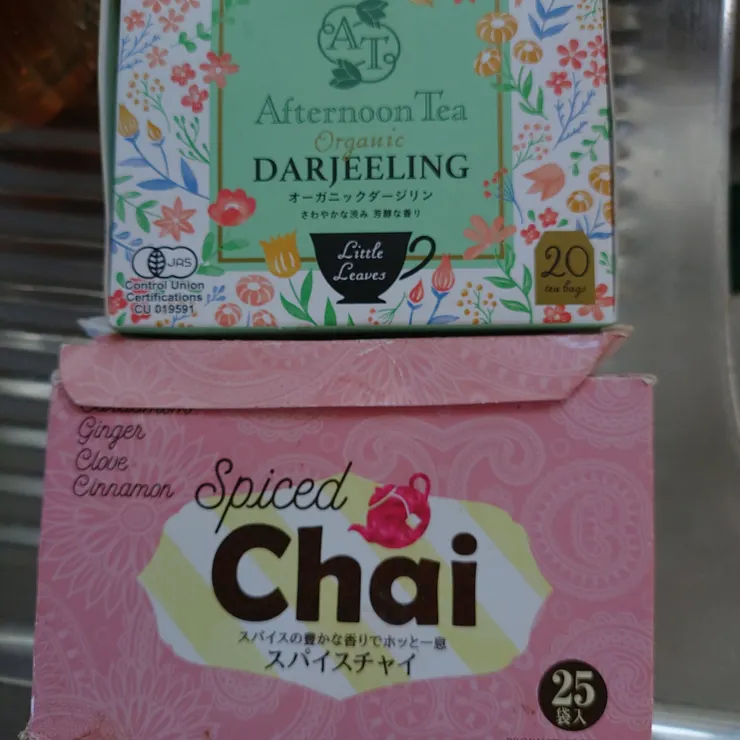 AT
Afternoon Tea
Organic
DARJEELING
オーガニックダージリン
さわやかな渋み 芳醇な香り
Little
Leaves
20
tea bags
JAS
Control Union
Certifications
CU 019591
Ginger
Clove
Cinnamon
Spiced
Chai
スパイスの豊かな香りでホッと一息
スパイスチャイ
25
袋入